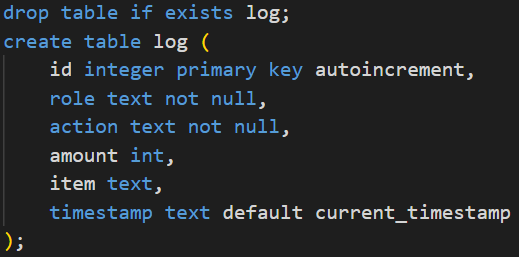 drop table if exists log;
create table log (
id integer primary key autoincrement,
role text not null,
action text not null,
amount int,
item text,
timestamp text default current_timestamp
);